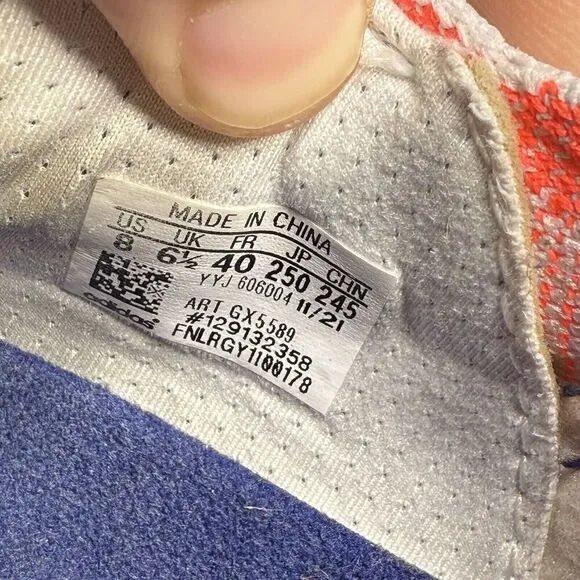 MADE IN CHINA
US UK FR JP CHN.
8 6½ 40 250 245
YYJ 606004 11/21
ART GX5589
#129132358
FNLRGY1100178
adidas